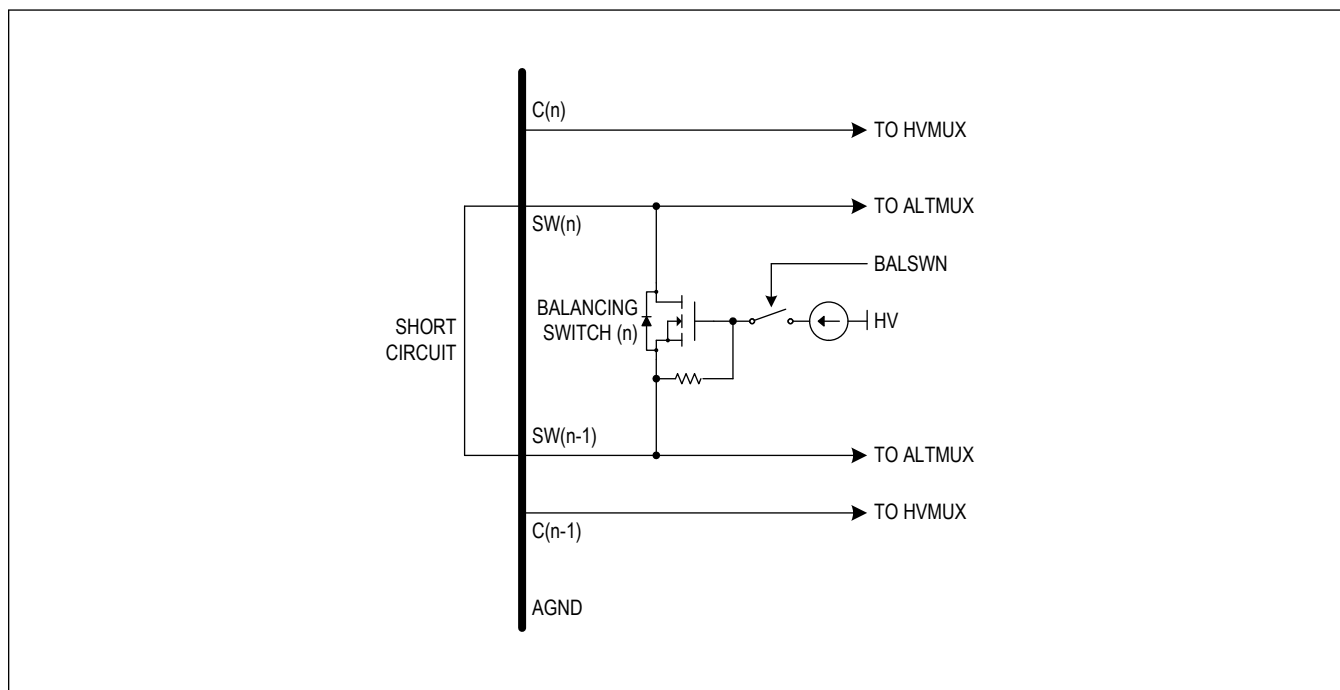 C(n)
TO HVMUX
SW(n)
TO ALTMUX
BALSWN
BALANCING
SWITCH (n)
HV
SHORT
CIRCUIT
SW(n-1)
TO ALTMUX
C(n-1)
TO HVMUX
AGND